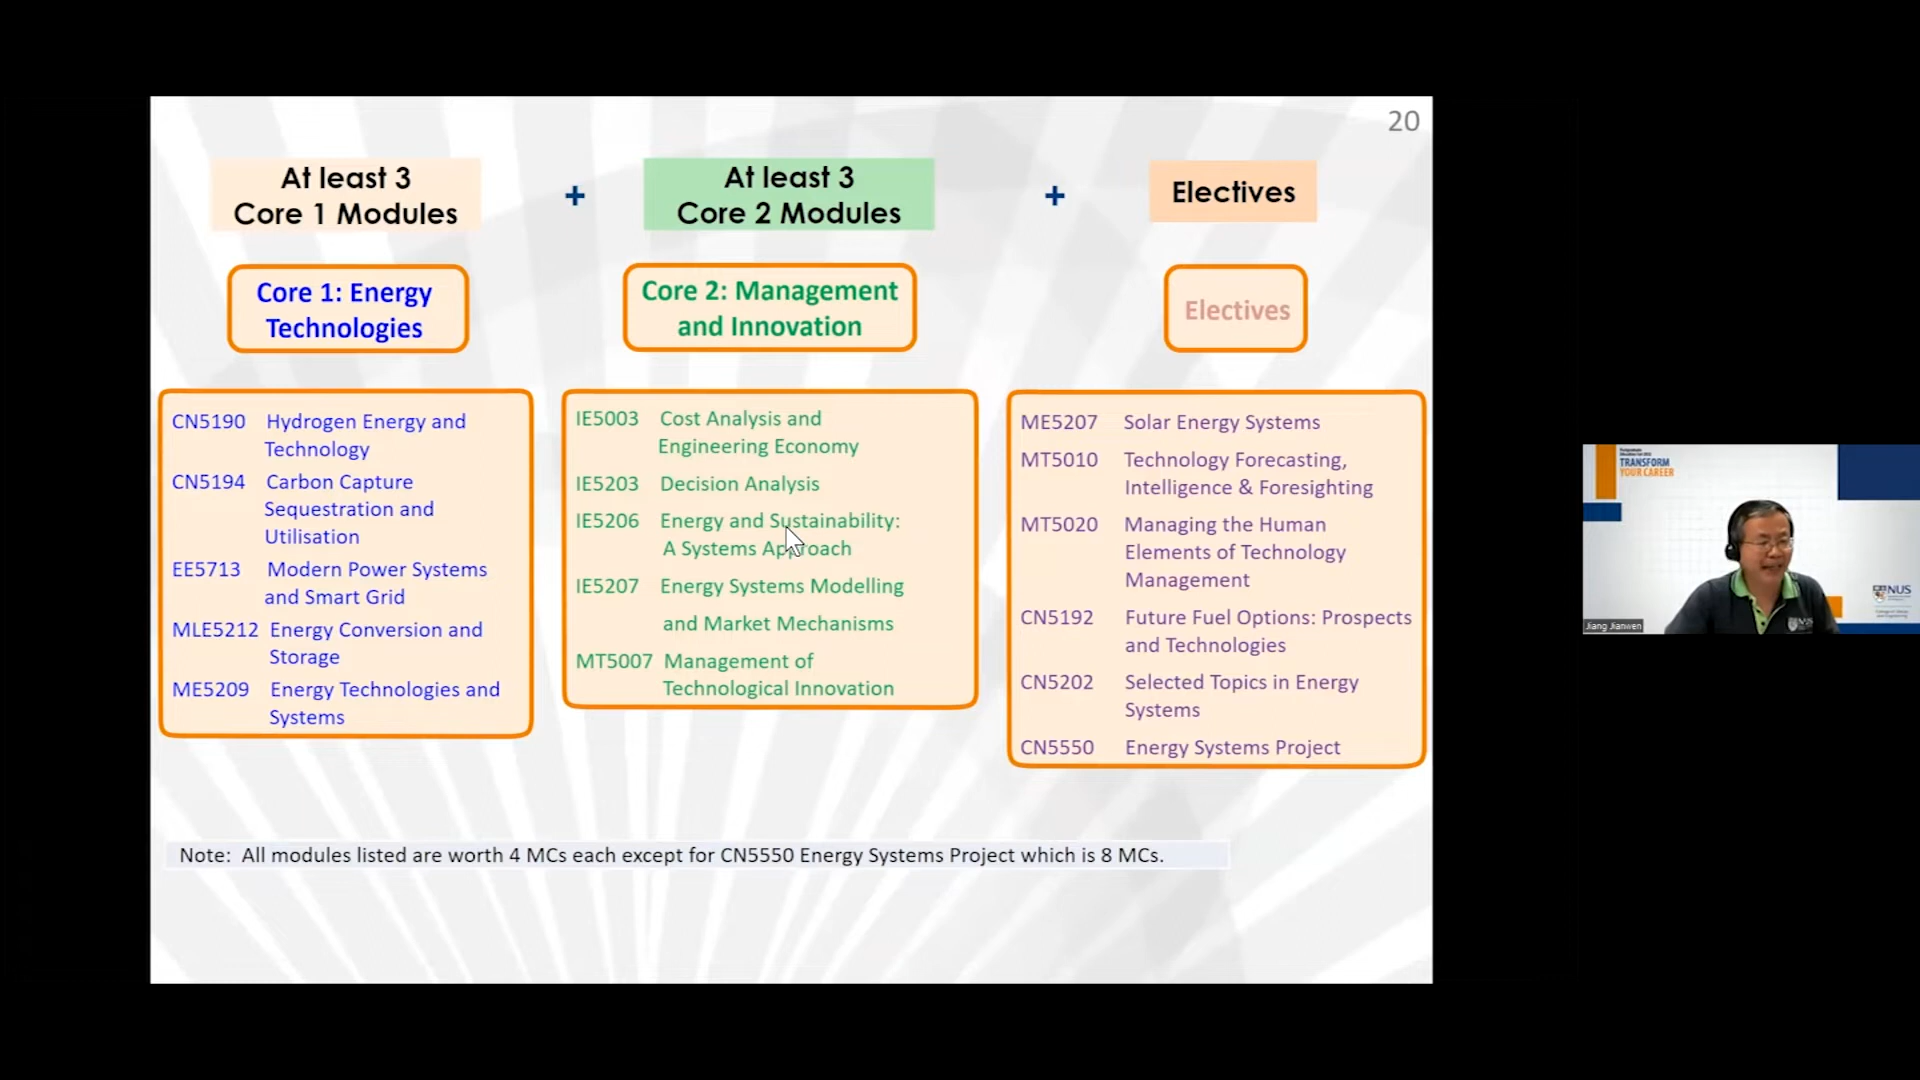 20
At least 3
Core 1 Modules
+
At least 3
Core 2 Modules
+
Electives
Core 1: Energy
Technologies
Core 2: Management
and Innovation
Electives
CN5190 Hydrogen Energy and
Technology
CN5194 Carbon Capture
Sequestration and
Utilisation
EE5713 Modern Power Systems
and Smart Grid
MLE5212 Energy Conversion and
Storage
ME5209 Energy Technologies and
Systems
IE5003 Cost Analysis and
Engineering Economy
IE5203 Decision Analysis
IE5206 Energy and Sustainability:
A Systems Approach
IE5207 Energy Systems Modelling
and Market Mechanisms
MT5007 Management of
Technological Innovation
ME5207 Solar Energy Systems
MT5010 Technology Forecasting,
Intelligence & Foresighting
MT5020 Managing the Human
Elements of Technology
Management
CN5192 Future Fuel Options: Prospects
and Technologies
CN5202 Selected Topics in Energy
Systems
CN5550 Energy Systems Project
Note: All modules listed are worth 4 MCs each except for CN5550 Energy Systems Project which is 8 MCs.
TRANSFORM
YOUR CAREER
NUS
Jiang Jianwen